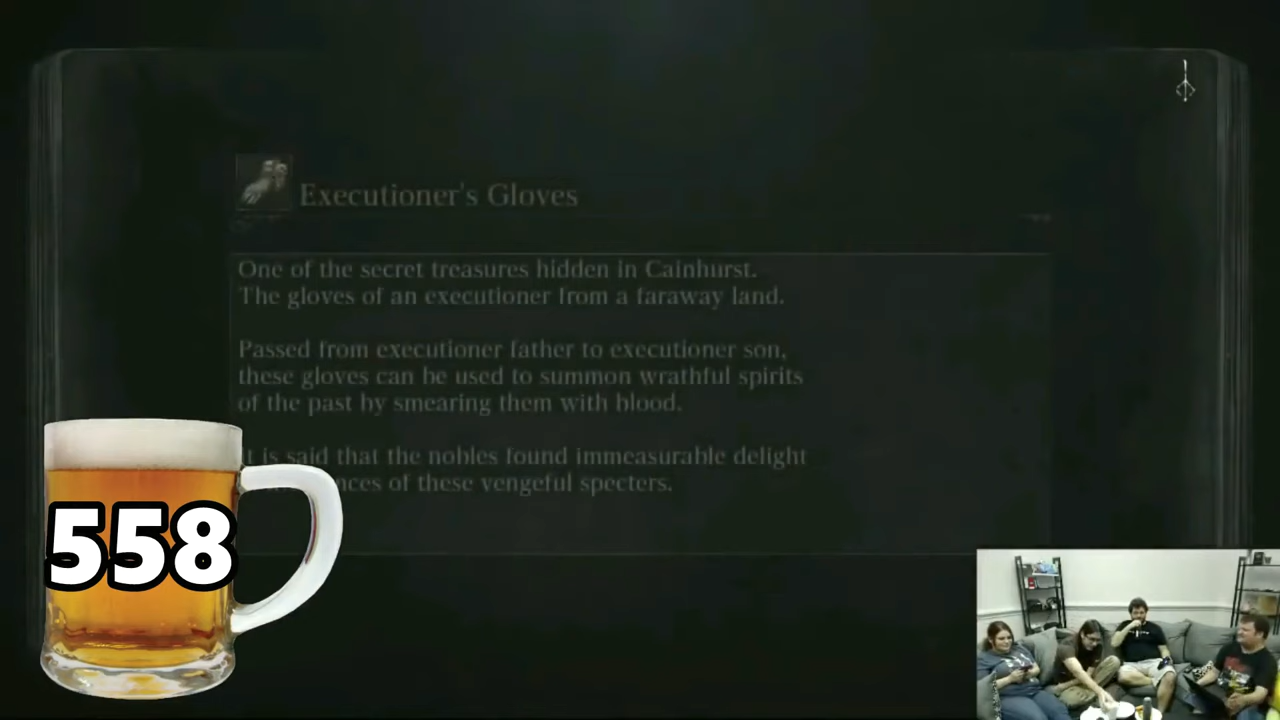 Executioner's Gloves
One of the secret treasures hidden in Cainhurst.
The gloves of an executioner from a faraway land.
Passed from executioner father to executioner son,
these gloves can be used to summon wrathful spirits
of the past by smearing them with blood.
It is said that the nobles found immeasurable delight
of these vengeful specters.
558